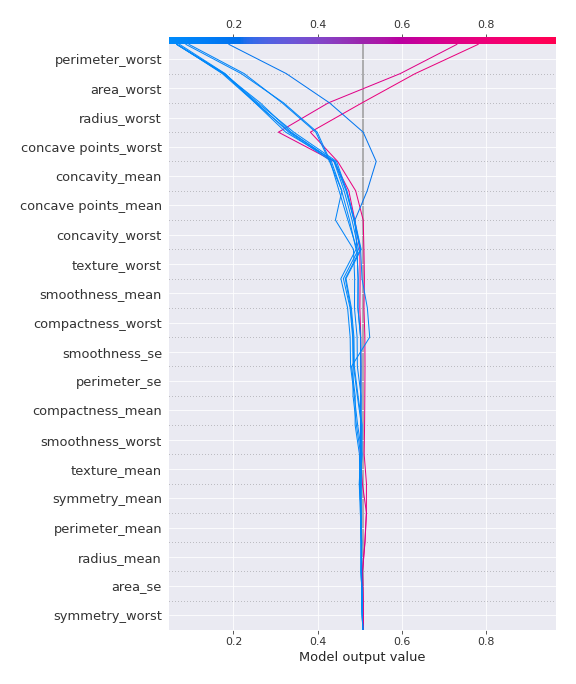 0.2 0.4 0.6 0.8
perimeter_worst
area_worst
radius_worst
concave points_worst
concavity_mean
concave points_mean
concavity_worst
texture_worst
smoothness_mean
compactness_worst
smoothness_se
perimeter_se
compactness_mean
smoothness_worst
texture_mean
symmetry_mean
perimeter_mean
radius_mean
area_se
symmetry_worst
0.2 0.4 0.6 0.8
Model output value